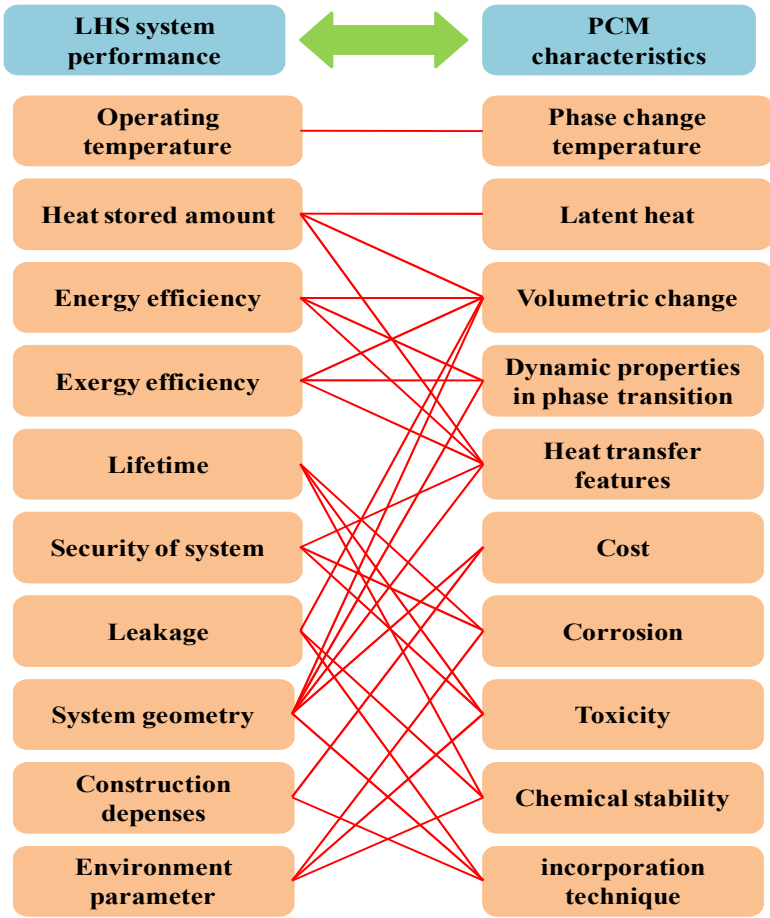 LHS system
performance
PCM
characteristics
Operating
temperature
Phase change
temperature
Heat stored amount
Latent heat
Energy efficiency
Volumetric change
Exergy efficiency
Dynamic properties
in phase transition
Lifetime
Heat transfer
features
Security of system
Cost
Leakage
Corrosion
System geometry
Toxicity
Construction
depenses
Chemical stability
Environment
parameter
incorporation
technique